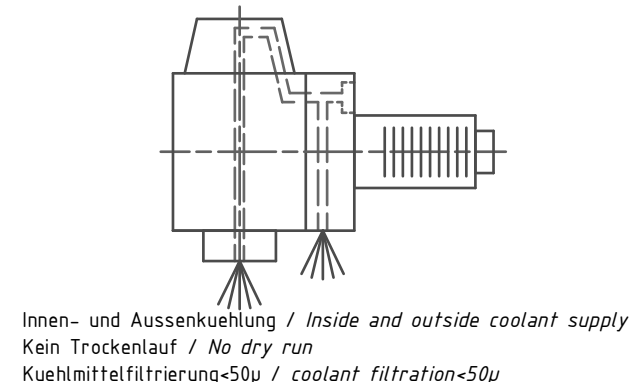 Innen- und Aussenkuehlung / Inside and outside coolant supply
Kein Trockenlauf / No dry run
Kuehlmittelfiltrierung<50µ / coolant filtration<50µ